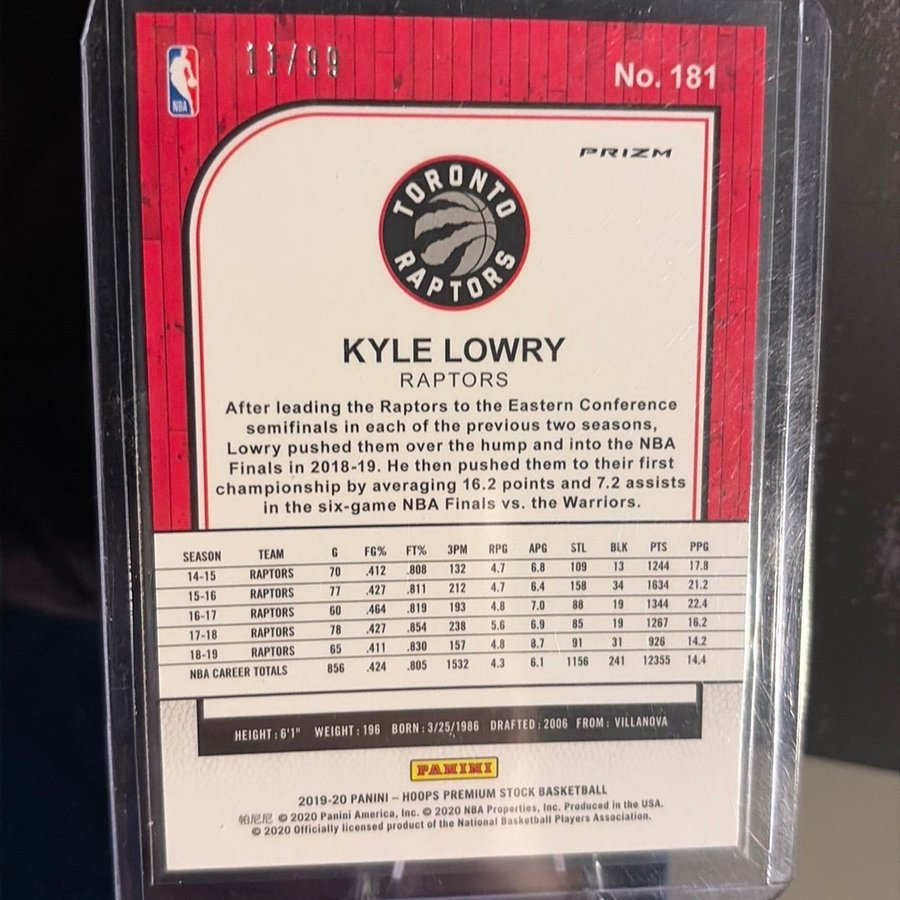 11/99
No. 181
NBA
PRIZM
TORONTO
RAPTORS
KYLE LOWRY
RAPTORS
After leading the Raptors to the Eastern Conference
semifinals in each of the previous two seasons,
Lowry pushed them over the hump and into the NBA
Finals in 2018-19. He then pushed them to their first
championship by averaging 16.2 points and 7.2 assists
in the six-game NBA Finals vs. the Warriors.
SEASON TEAM G FG% FT% 3PM RPG APG STL BLK PTS PPG
14-15 RAPTORS 70 .412 .808 132 4.7 6.8 109 13 1244 17.8
15-16 RAPTORS 77 .427 .811 212 4.7 6.4 158 34 1634 21.2
16-17 RAPTORS 60 .464 .819 193 4.8 7.0 88 19 1344 22.4
17-18 RAPTORS 78 .427 .854 238 5.6 6.9 85 19 1267 16.2
18-19 RAPTORS 65 .411 .830 157 4.8 8.7 91 31 926 14.2
NBA CAREER TOTALS 856 .424 .805 1532 4.3 6.1 1156 241 12355 14.4
HEIGHT: 6'1" WEIGHT: 196 BORN: 3/25/1986 DRAFTED: 2006 FROM: VILLANOVA
PANINI
2019-20 PANINI – HOOPS PREMIUM STOCK BASKETBALL
帕尼尼 © 2020 Panini America, Inc. © 2020 NBA Properties, Inc. Produced in the USA.
© 2020 Officially licensed product of the National Basketball Players Association.